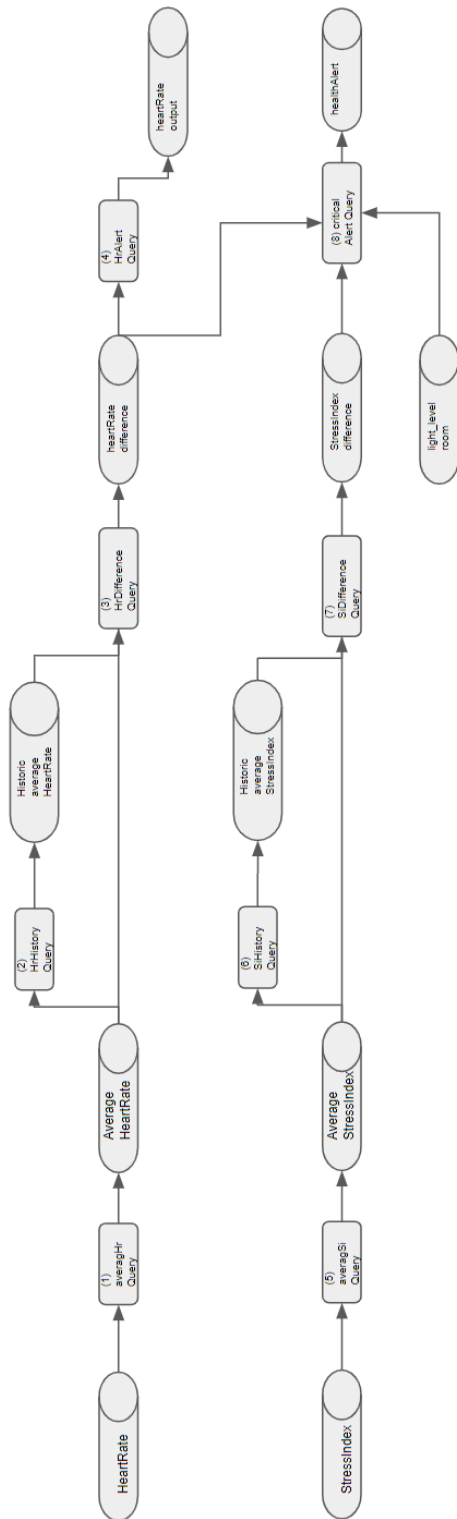 HeartRate
(1)
averagHr
Query
Average
HeartRate
(2)
HrHistory
Query
Historic
average
HeartRate
(3)
HrDifference
Query
heartRate
difference
(4)
HrAlert
Query
heartRate
output
StressIndex
(5)
averagSi
Query
Average
StressIndex
(6)
SiHistory
Query
Historic
average
StressIndex
(7)
SiDifference
Query
StressIndex
difference
light_level
room
(8) critical
Alert Query
healthAlert